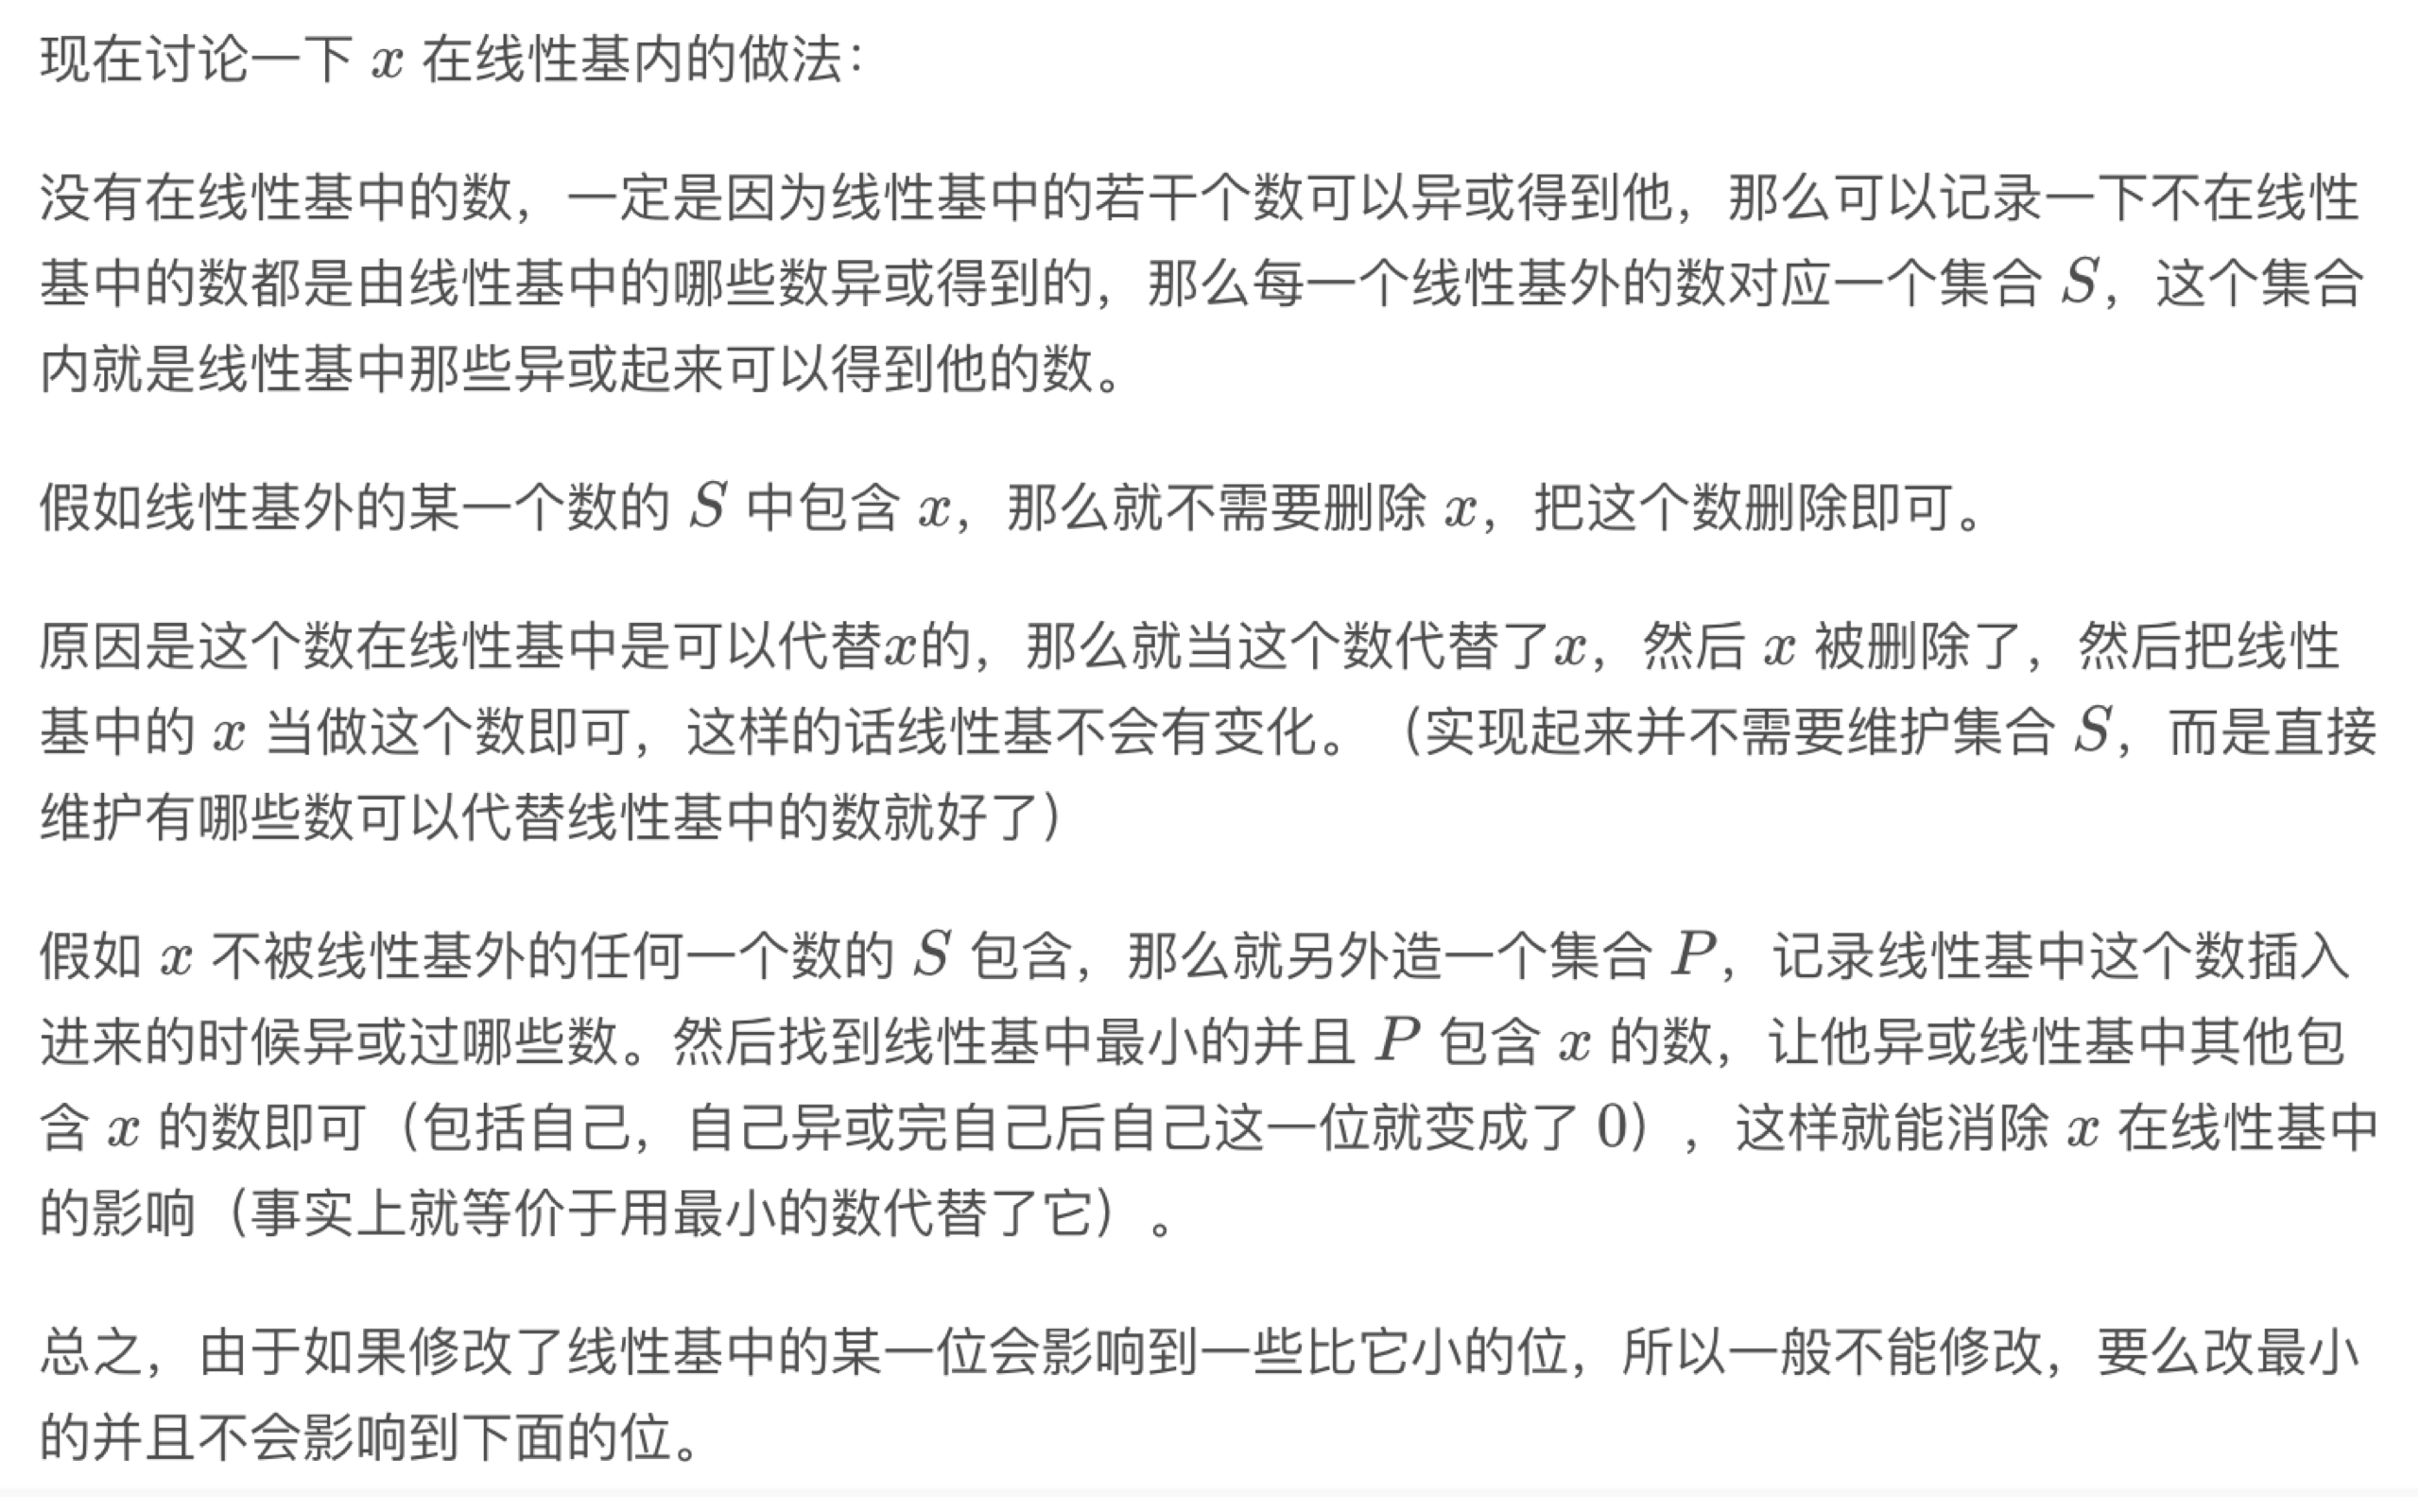 现在讨论一下 x 在线性基内的做法：
没有在线性基中的数，一定是因为线性基中的若干个数可以异或得到他，那么可以记录一下不在线性
基中的数都是由线性基中的哪些数异或得到的，那么每一个线性基外的数对应一个集合 S，这个集合
内就是线性基中那些异或起来可以得到他的数。
假如线性基外的某一个数的 S 中包含 x，那么就不需要删除 x，把这个数删除即可。
原因是这个数在线性基中是可以代替x的，那么就当这个数代替了x，然后 x 被删除了，然后把线性
基中的 x 当做这个数即可，这样的话线性基不会有变化。（实现起来并不需要维护集合 S，而是直接
维护有哪些数可以代替线性基中的数就好了）
假如 x 不被线性基外的任何一个数的 S 包含，那么就另外造一个集合 P，记录线性基中这个数插入
进来的时候异或过哪些数。然后找到线性基中最小的并且 P 包含 x 的数，让他异或线性基中其他包
含 x 的数即可（包括自己，自己异或完自己后自己这一位就变成了 0），这样就能消除 x 在线性基中
的影响（事实上就等价于用最小的数代替了它）。
总之，由于如果修改了线性基中的某一位会影响到一些比它小的位，所以一般不能修改，要么改最小
的并且不会影响到下面的位。